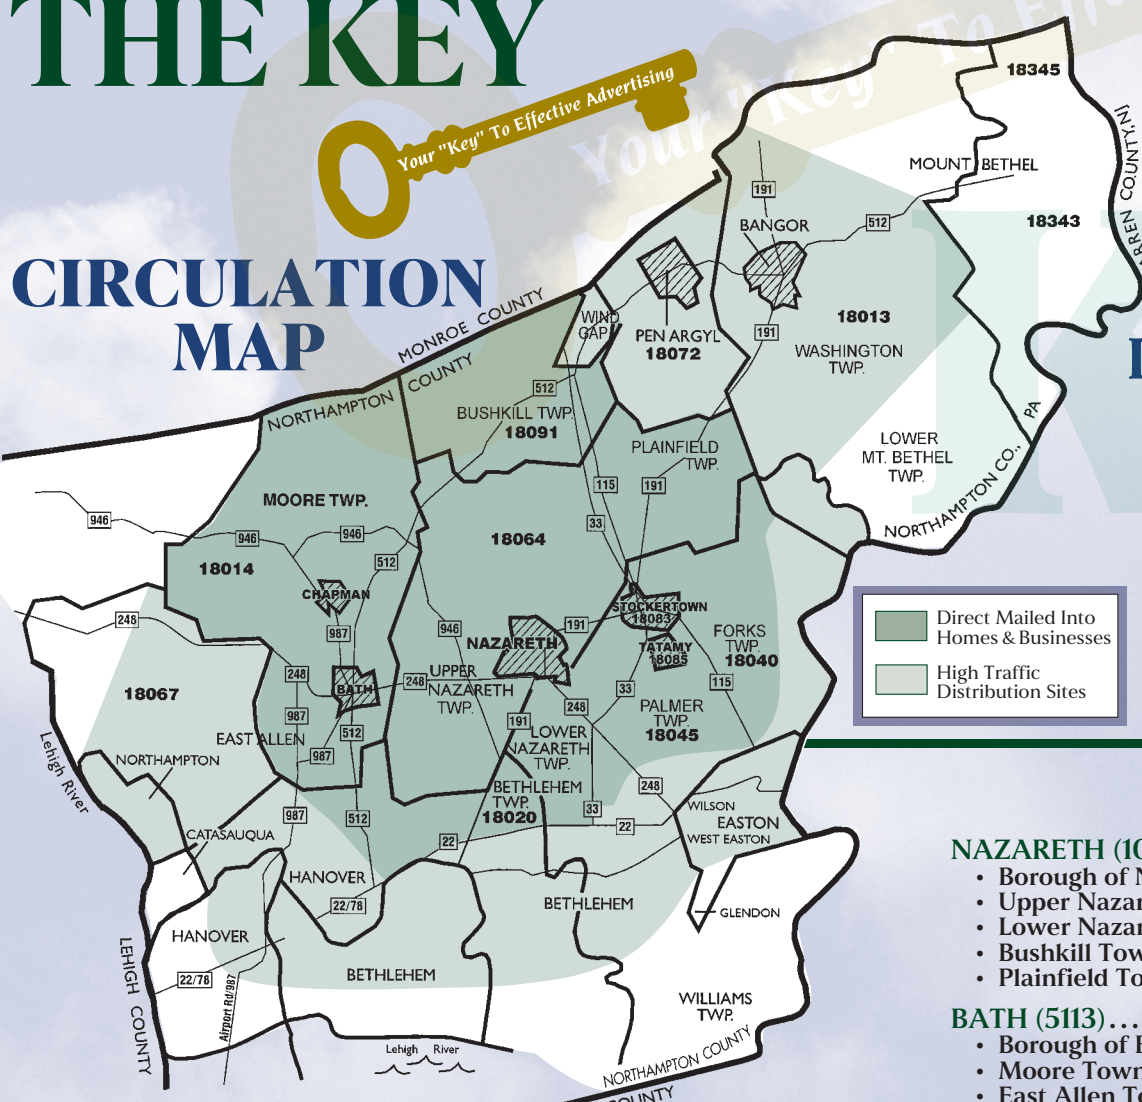 THE KEY
Your "Key" To Effective Advertising
Your "Key" To Effe
CIRCULATION
MAP
18345
WARREN COUNTY, NJ
MOUNT BETHEL
18343
191
512
BANGOR
MONROE COUNTY
NORTHAMPTON COUNTY
WIND
GAP
PEN ARGYL
18072
191
18013
WASHINGTON
TWP.
512
BUSHKILL TWP.
18091
PLAINFIELD
TWP.
LOWER
MT. BETHEL
TWP.
NORTHAMPTON CO., PA
115
191
33
MOORE TWP.
946
946
946
512
18064
18014
CHAPMAN
987
248
946
NAZARETH
191
STOCKERTOWN
18083
TATAMY
18085
FORKS
TWP.
18040
115
33
18067
248
BATH
248
UPPER
NAZARETH
TWP.
987
512
987
EAST ALLEN
191
248
LOWER
NAZARETH
TWP.
PALMER
TWP.
18045
Lehigh River
NORTHAMPTON
BETHLEHEM
TWP.
18020
248
33
22
22
WILSON
EASTON
WEST EASTON
987
512
CATASAUQUA
HANOVER
22/78
BETHLEHEM
GLENDON
HANOVER
22/78
Airport Rd/987
BETHLEHEM
WILLIAMS
TWP.
LEHIGH COUNTY
Lehigh River
NORTHAMPTON COUNTY
COUNTY
Direct Mailed Into
Homes & Businesses
High Traffic
Distribution Sites
NAZARETH (10
• Borough of N
• Upper Nazar
• Lower Nazar
• Bushkill Tow
• Plainfield To
BATH (5113)....
• Borough of B
• Moore Town
• East Allen To